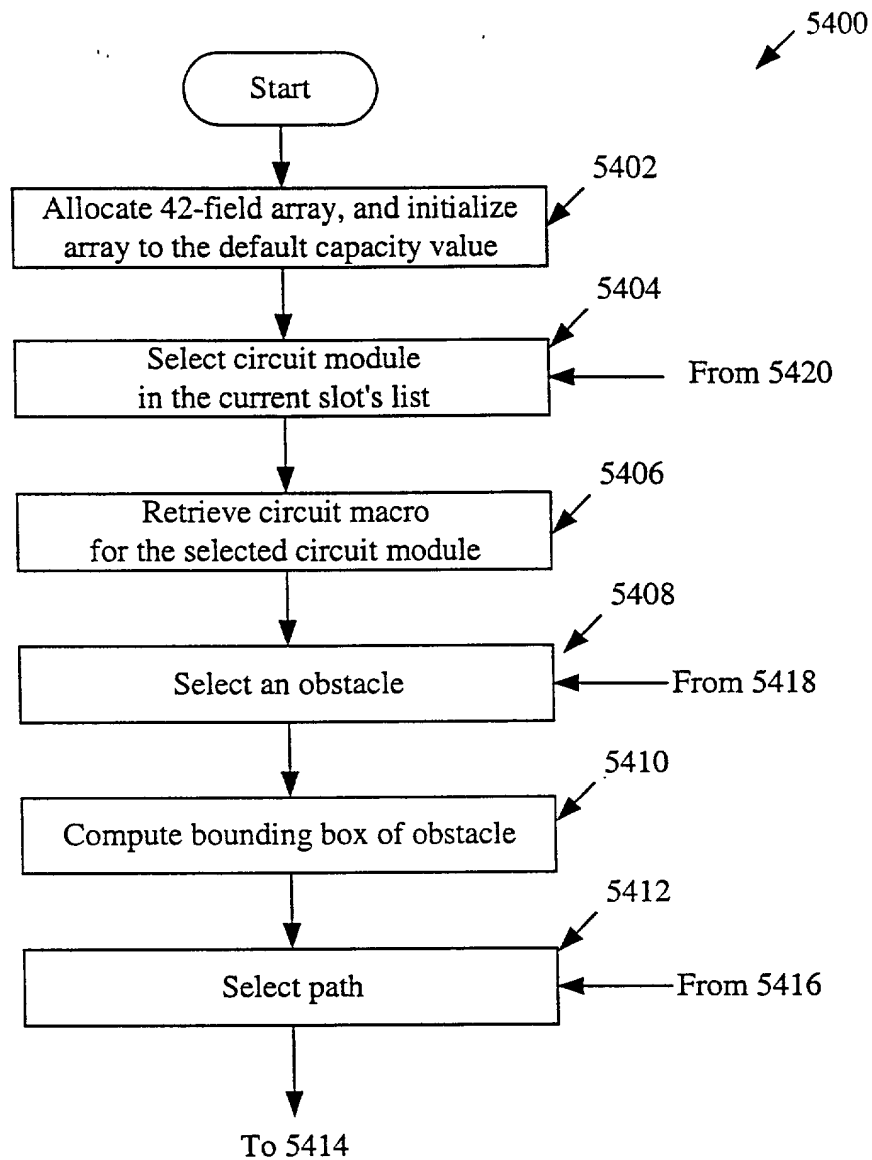 5400
Start
5402
Allocate 42-field array, and initialize
array to the default capacity value
5404
Select circuit module
in the current slot's list
From 5420
5406
Retrieve circuit macro
for the selected circuit module
5408
Select an obstacle
From 5418
5410
Compute bounding box of obstacle
5412
Select path
From 5416
To 5414